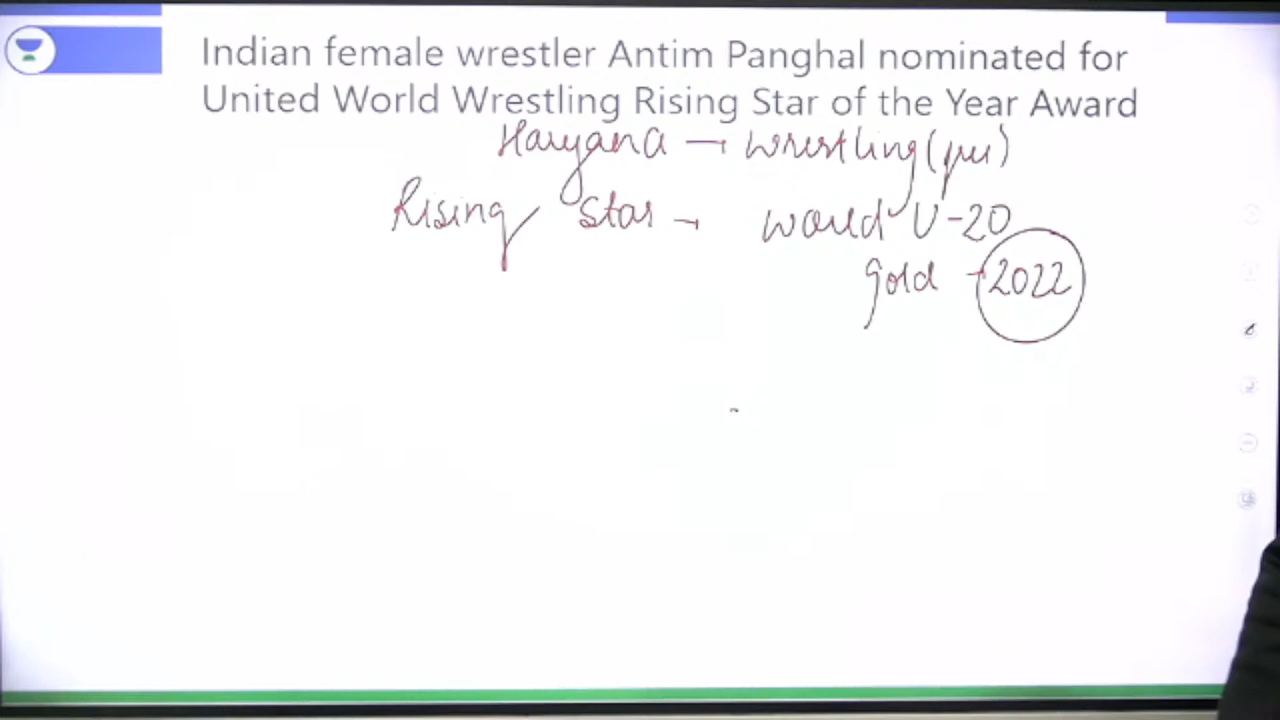 Indian female wrestler Antim Panghal nominated for
United World Wrestling Rising Star of the Year Award
Haryana → wrestling
Rising Star → world U-20
gold → 2022